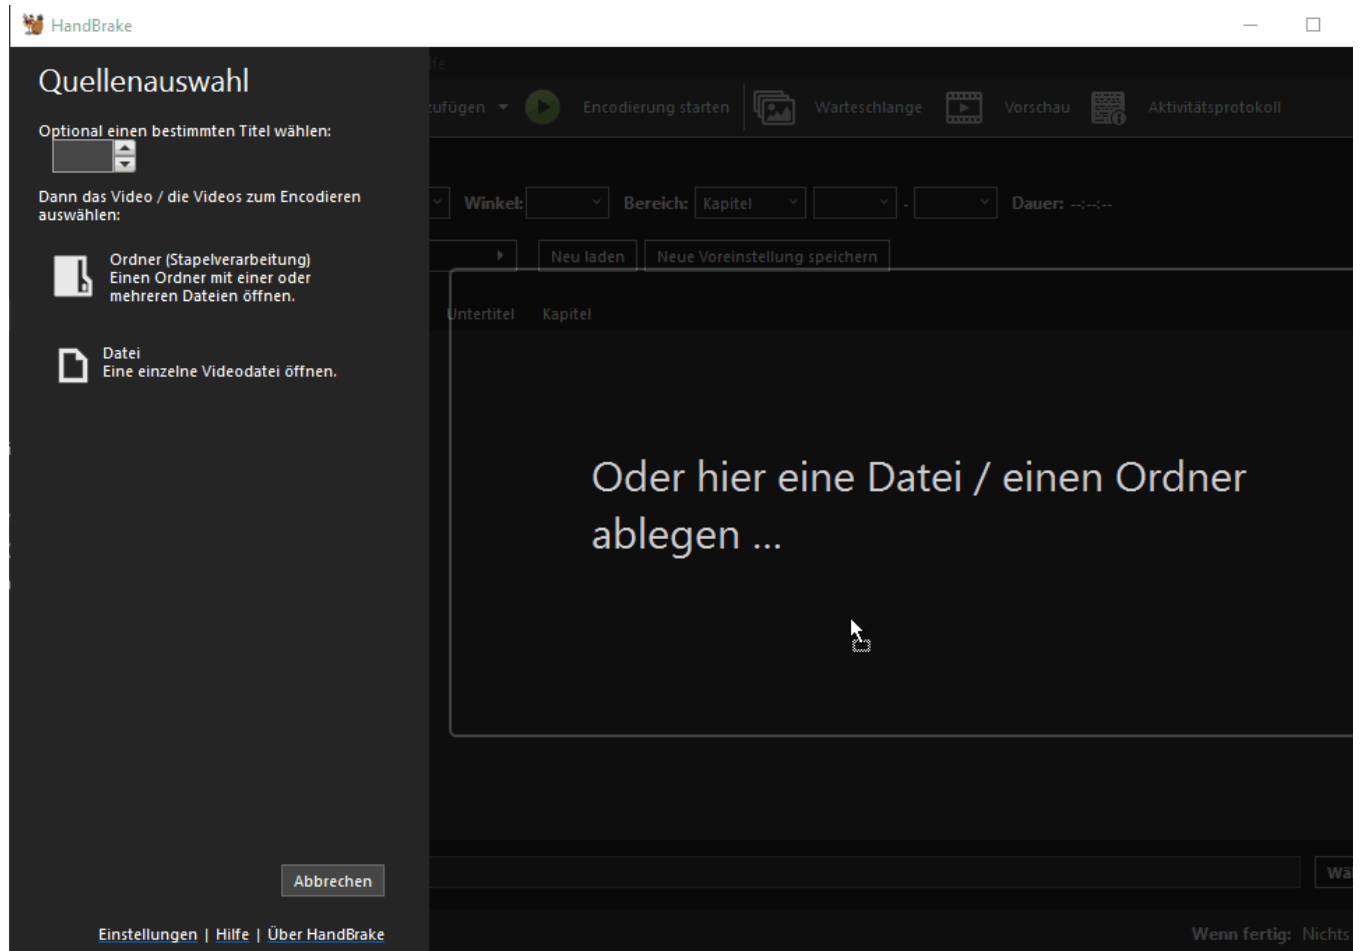 HandBrake
Quellenauswahl
Optional einen bestimmten Titel wählen:
Dann das Video / die Videos zum Encodieren
auswählen:
Ordner (Stapelverarbeitung)
Einen Ordner mit einer oder
mehreren Dateien öffnen.
Datei
Eine einzelne Videodatei öffnen.
Abbrechen
Einstellungen | Hilfe | Über HandBrake
zufügen Encodierung starten Warteschlange Vorschau Aktivitätsprotokoll
Winkel: Bereich: Kapitel - Dauer: --:--:--
Neu laden Neue Voreinstellung speichern
Untertitel Kapitel
Oder hier eine Datei / einen Ordner
ablegen ...
Wenn fertig: Nichts